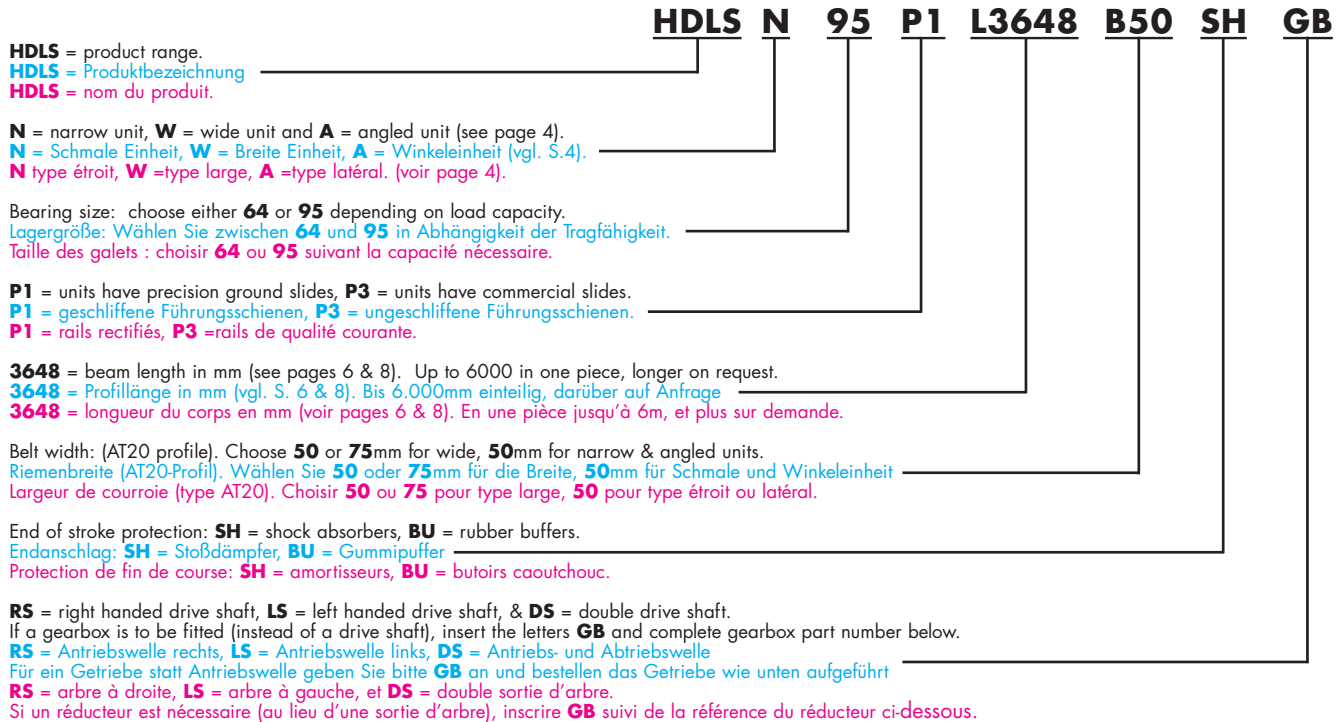 HDLS N 95 P1 L3648 B50 SH GB
HDLS = product range.
HDLS = Produktbezeichnung
HDLS = nom du produit.
N = narrow unit, W = wide unit and A = angled unit (see page 4).
N = Schmale Einheit, W = Breite Einheit, A = Winkeleinheit (vgl. S.4).
N type étroit, W =type large, A =type latéral. (voir page 4).
Bearing size: choose either 64 or 95 depending on load capacity.
Lagergröße: Wählen Sie zwischen 64 und 95 in Abhängigkeit der Tragfähigkeit.
Taille des galets : choisir 64 ou 95 suivant la capacité nécessaire.
P1 = units have precision ground slides, P3 = units have commercial slides.
P1 = geschliffene Führungsschienen, P3 = ungeschliffene Führungsschienen.
P1 = rails rectifiés, P3 =rails de qualité courante.
3648 = beam length in mm (see pages 6 & 8). Up to 6000 in one piece, longer on request.
3648 = Profillänge in mm (vgl. S. 6 & 8). Bis 6.000mm einteilig, darüber auf Anfrage
3648 = longueur du corps en mm (voir pages 6 & 8). En une pièce jusqu'à 6m, et plus sur demande.
Belt width: (AT20 profile). Choose 50 or 75mm for wide, 50mm for narrow & angled units.
Riemenbreite (AT20-Profil). Wählen Sie 50 oder 75mm für die Breite, 50mm für Schmale und Winkeleinheit
Largeur de courroie (type AT20). Choisir 50 ou 75 pour type large, 50 pour type étroit ou latéral.
End of stroke protection: SH = shock absorbers, BU = rubber buffers.
Endanschlag: SH = Stoßdämpfer, BU = Gummipuffer
Protection de fin de course: SH = amortisseurs, BU = butoirs caoutchouc.
RS = right handed drive shaft, LS = left handed drive shaft, & DS = double drive shaft.
If a gearbox is to be fitted (instead of a drive shaft), insert the letters GB and complete gearbox part number below.
RS = Antriebswelle rechts, LS = Antriebswelle links, DS = Antriebs- und Abtriebswelle
Für ein Getriebe statt Antriebswelle geben Sie bitte GB an und bestellen das Getriebe wie unten aufgeführt
RS = arbre à droite, LS = arbre à gauche, et DS = double sortie d'arbre.
Si un réducteur est nécessaire (au lieu d'une sortie d'arbre), inscrire GB suivi de la référence du réducteur ci-dessous.